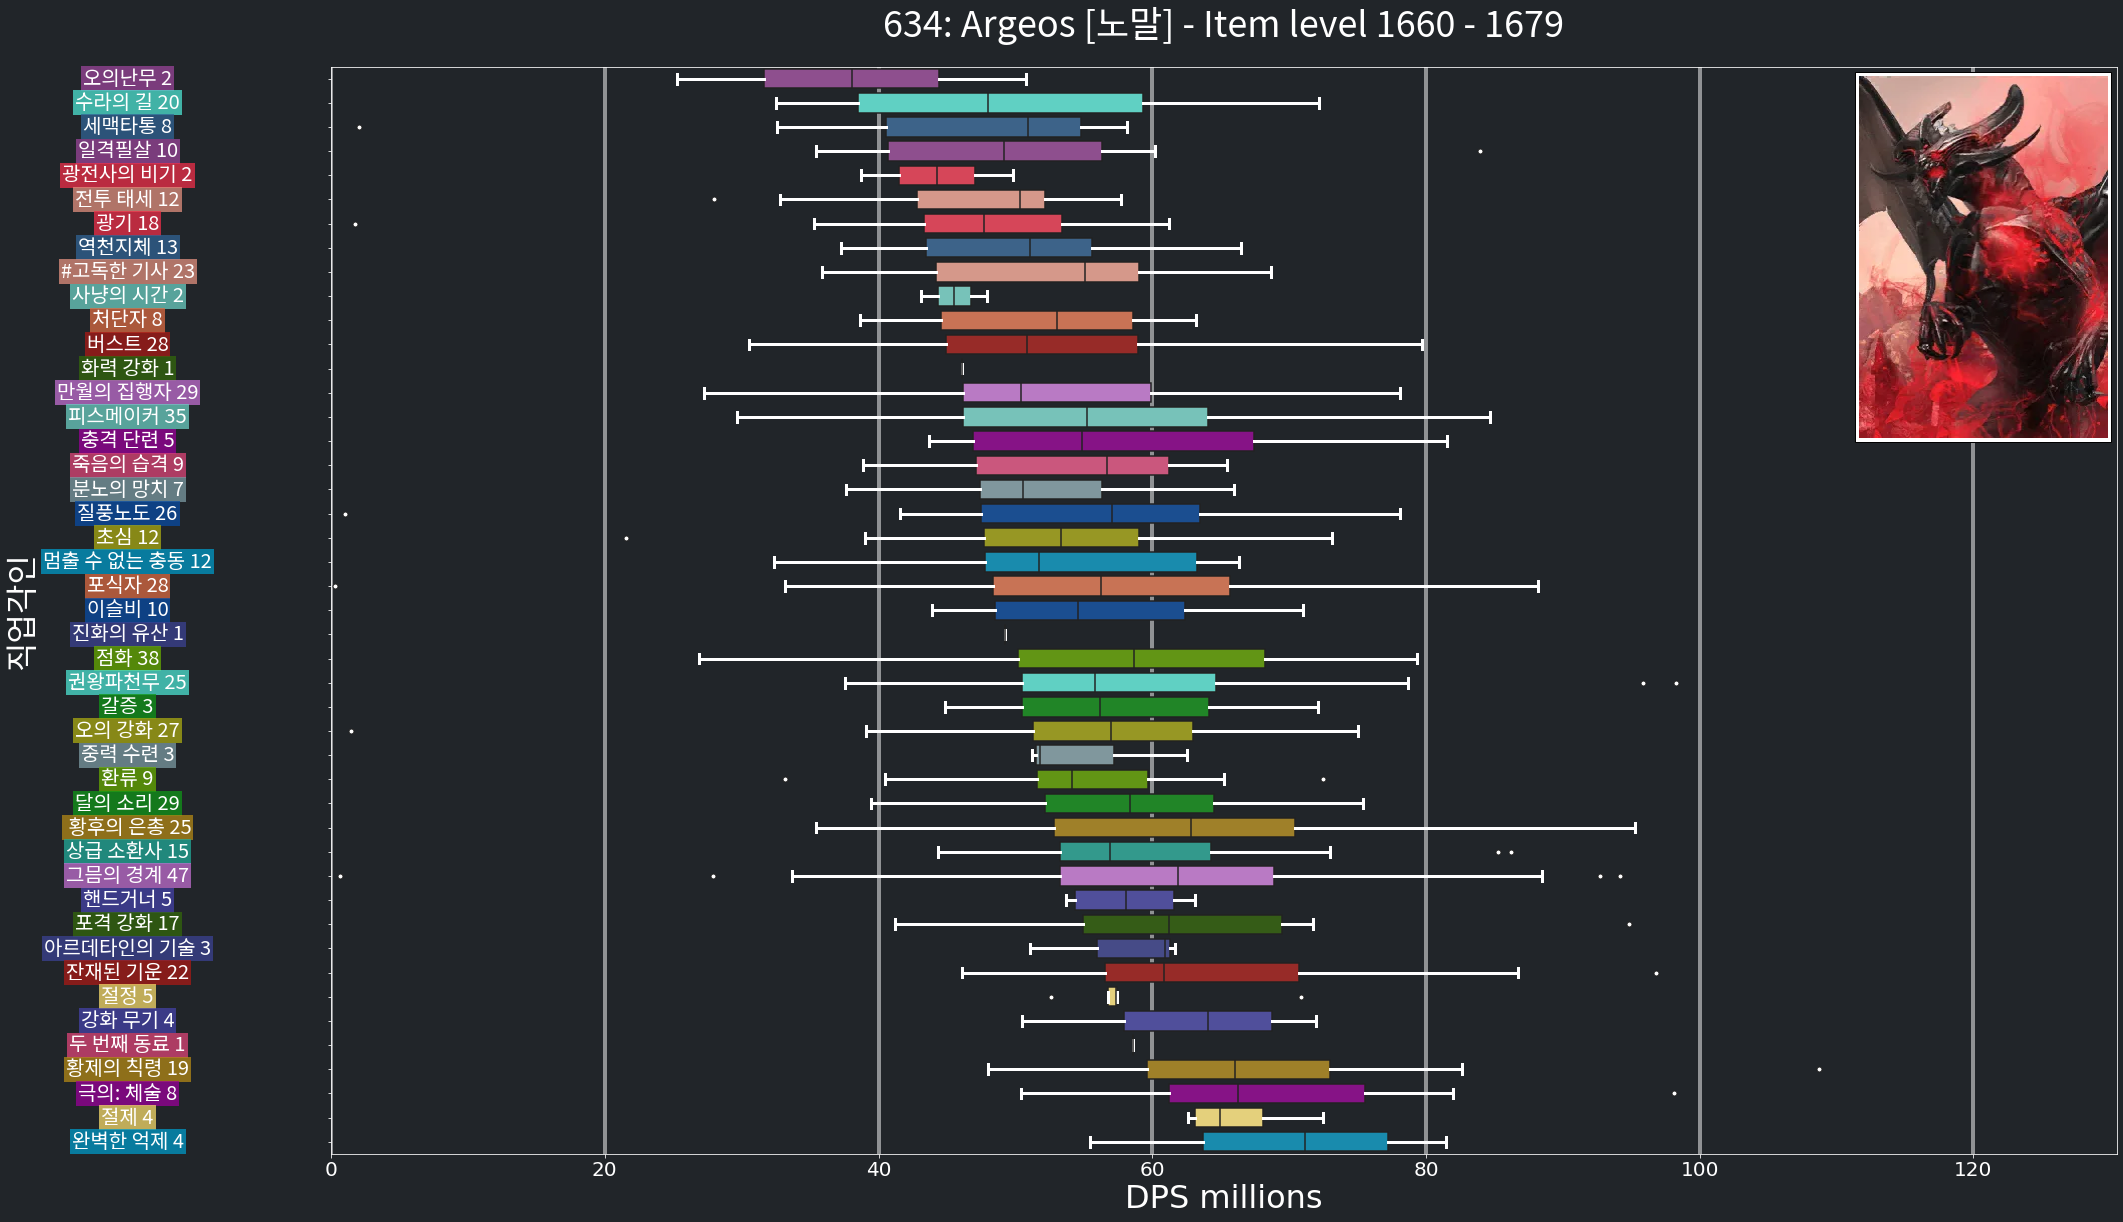 634: Argeos [노말] - Item level 1660 - 1679
오의난무 2
수라의 길 20
세맥타통 8
일격필살 10
광전사의 비기 2
전투 태세 12
광기 18
역천지체 13
#고독한 기사 23
사냥의 시간 2
처단자 8
버스트 28
화력 강화 1
만월의 집행자 29
피스메이커 35
충격 단련 5
죽음의 습격 9
분노의 망치 7
질풍노도 26
초심 12
멈출 수 없는 충동 12
포식자 28
이슬비 10
진화의 유산 1
점화 38
권왕파천무 25
갈증 3
오의 강화 27
중력 수련 3
환류 9
달의 소리 29
황후의 은총 25
상급 소환사 15
그믐의 경계 47
핸드거너 5
포격 강화 17
아르데타인의 기술 3
잔재된 기운 22
절정 5
강화 무기 4
두 번째 동료 1
황제의 칙령 19
극의: 체술 8
절제 4
완벽한 억제 4
직업각인
0 20 40 60 80 100 120
DPS millions